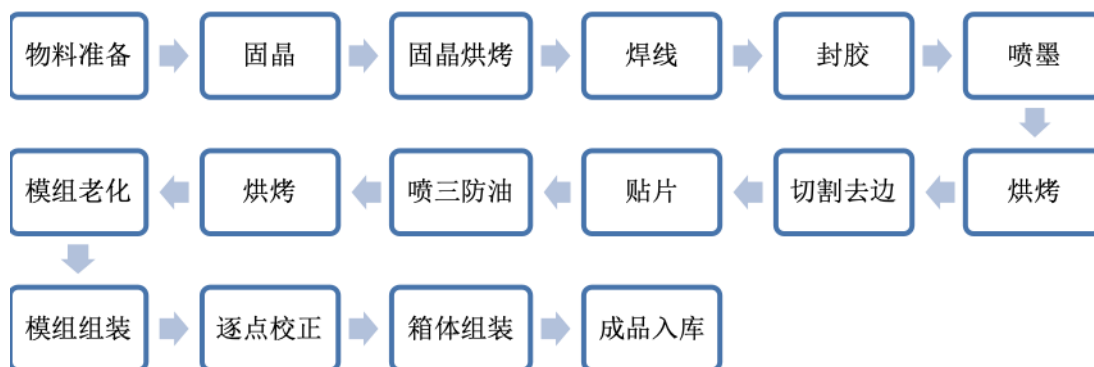 物料准备
固晶
固晶烘烤
焊线
封胶
喷墨
模组老化
烘烤
喷三防油
贴片
切割去边
烘烤
模组组装
逐点校正
箱体组装
成品入库